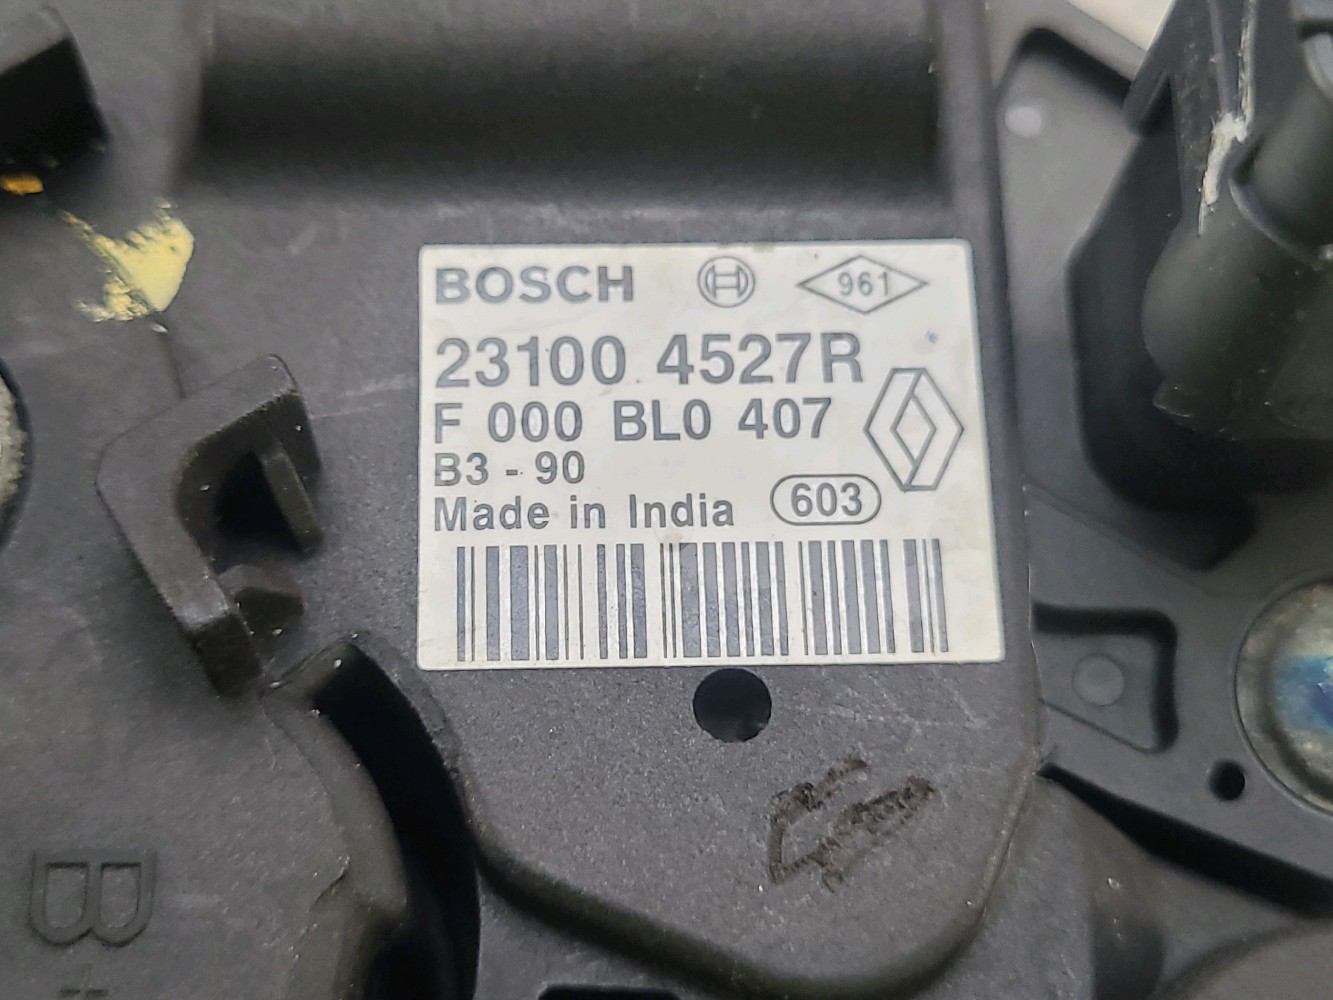 BOSCH 961
23100 4527R
F 000 BL0 407
B3 - 90
Made in India 603
B+